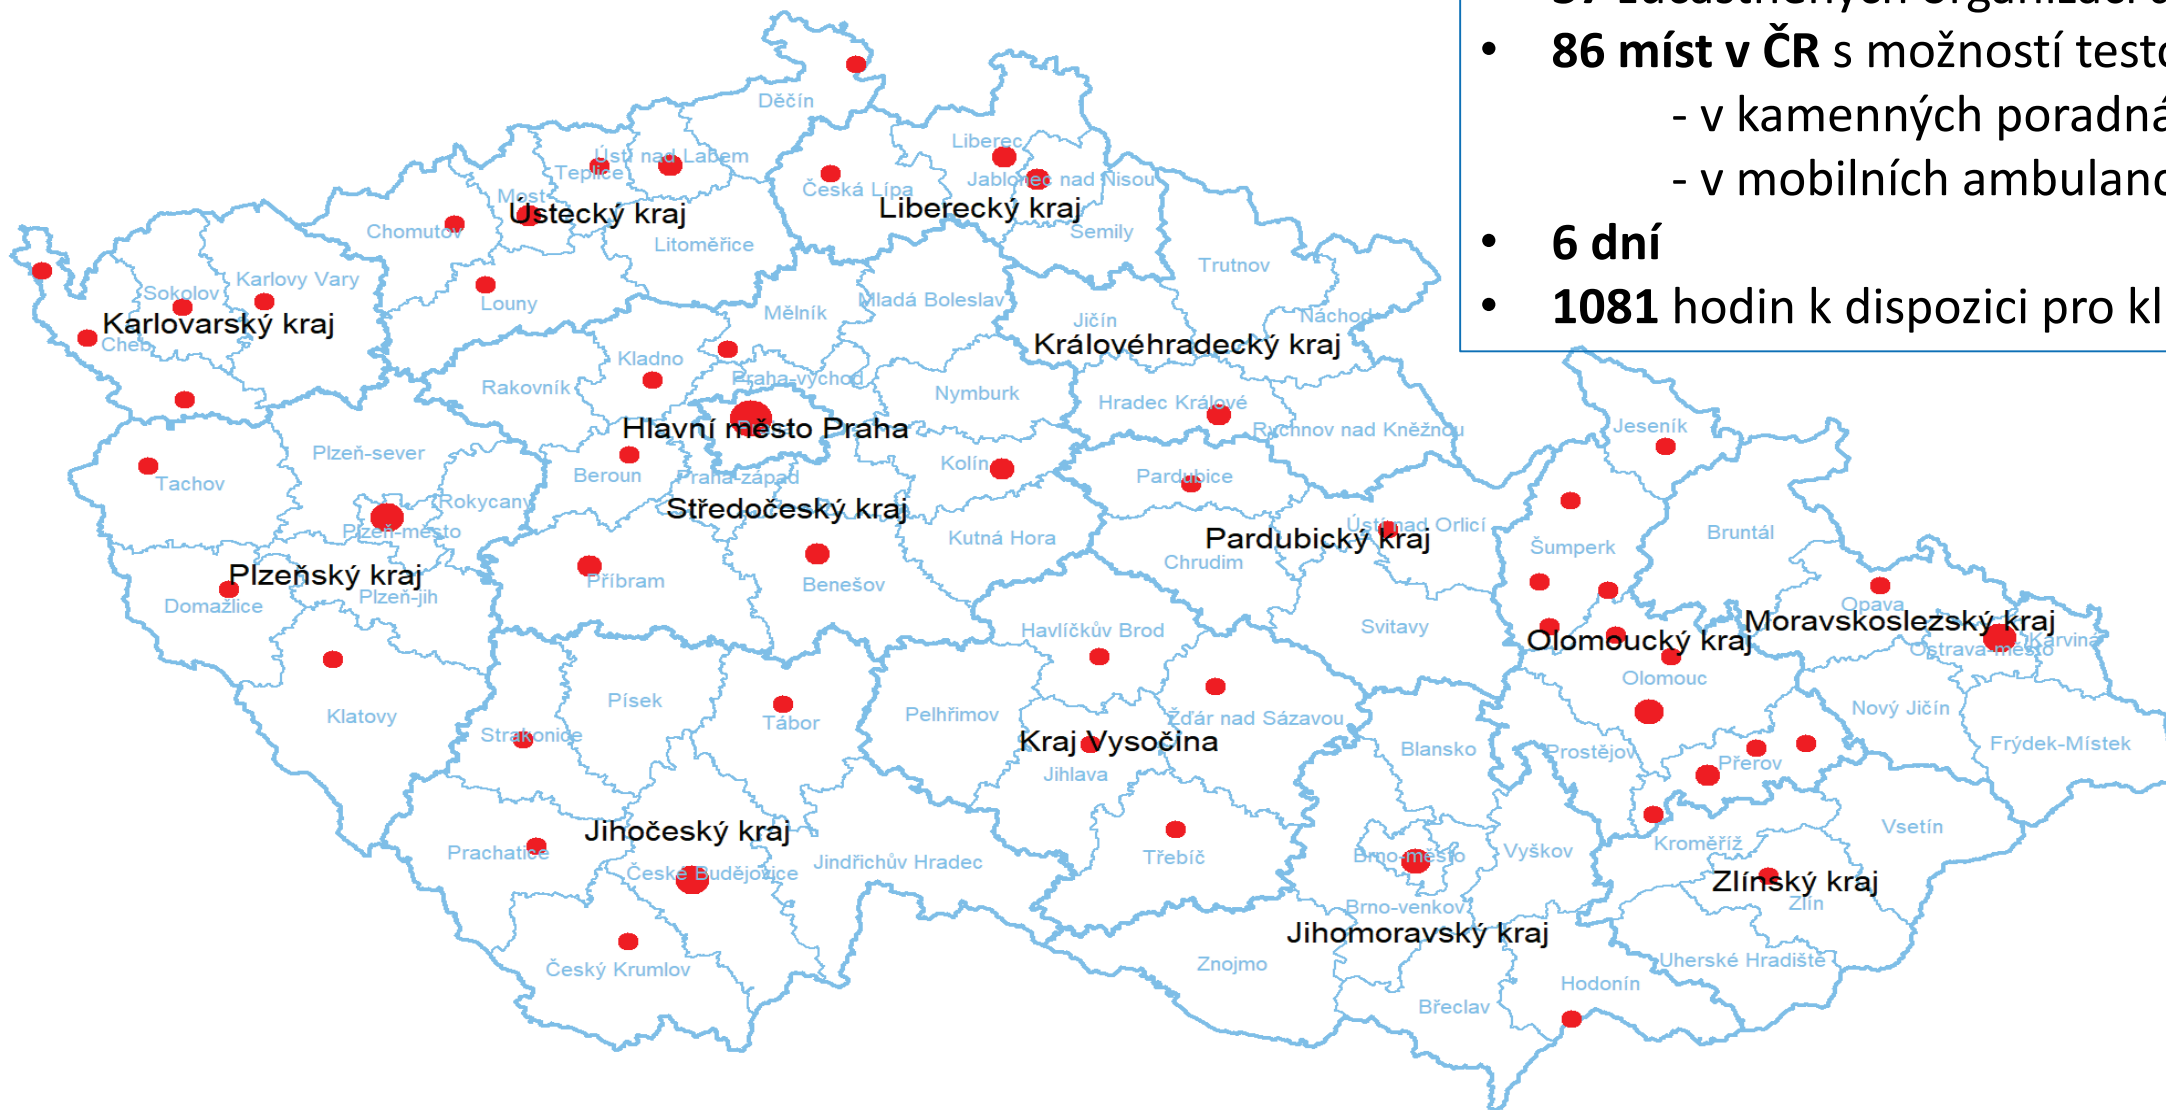 86 míst v ČR s možností
- v kamenných
- v mobilních
6 dní
1081 hodin k dispozici pro
Děčín
Ústí nad Labem
Teplice
Most
Ústecký kraj
Chomutov
Litoměřice
Louny
Liberec
Jablonec nad Nisou
Česká Lípa
Liberecký kraj
Semily
Karlovy Vary
Sokolov
Karlovarský kraj
Cheb
Trutnov
Náchod
Jičín
Královéhradecký kraj
Hradec Králové
Rychnov nad Kněžnou
Mladá Boleslav
Mělník
Kladno
Rakovník
Praha-východ
Nymburk
Hlavní město Praha
Beroun
Praha-západ
Kolín
Středočeský kraj
Kutná Hora
Příbram
Benešov
Plzeň-sever
Tachov
Rokycany
Plzeň-město
Plzeňský kraj
Plzeň-jih
Domažlice
Klatovy
Pardubice
Ústí nad Orlicí
Pardubický kraj
Chrudim
Svitavy
Jeseník
Šumperk
Bruntál
Opava
Moravskoslezský kraj
Karviná
Ostrava-město
Olomoucký kraj
Olomouc
Nový Jičín
Frýdek-Místek
Prostějov
Přerov
Havlíčkův Brod
Pelhřimov
Žďár nad Sázavou
Kraj Vysočina
Jihlava
Třebíč
Písek
Tábor
Strakonice
Jihočeský kraj
Prachatice
České Budějovice
Jindřichův Hradec
Český Krumlov
Blansko
Brno-město
Vyškov
Brno-venkov
Jihomoravský kraj
Znojmo
Hodonín
Břeclav
Vsetín
Kroměříž
Zlínský kraj
Zlín
Uherské Hradiště